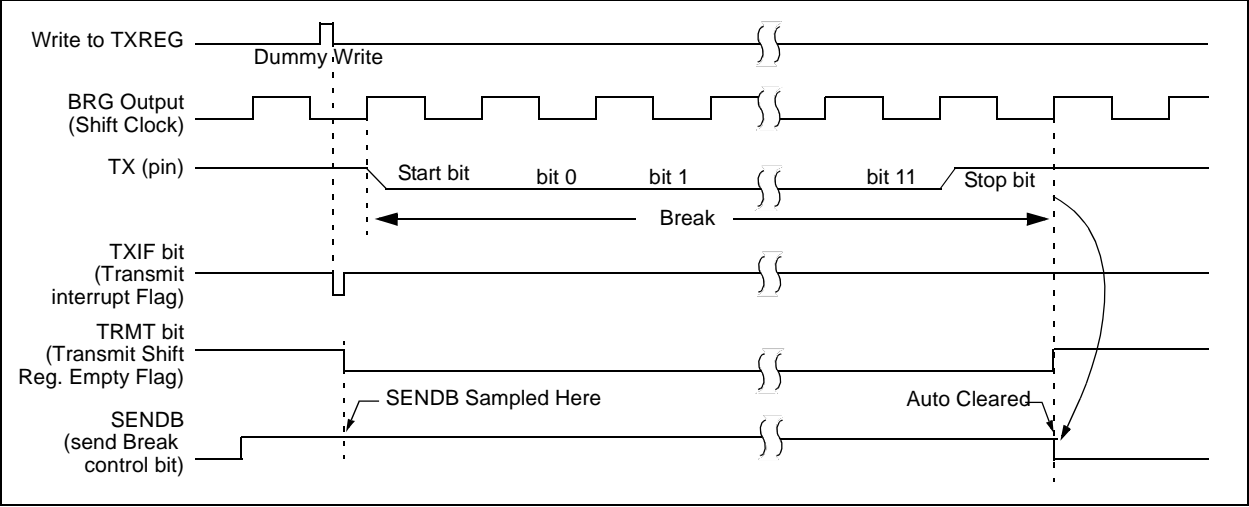 Write to TXREG
Dummy Write
BRG Output
(Shift Clock)
TX (pin)
Start bit
bit 0
bit 1
bit 11
Stop bit
Break
TXIF bit
(Transmit
interrupt Flag)
TRMT bit
(Transmit Shift
Reg. Empty Flag)
SENDB Sampled Here
Auto Cleared
SENDB
(send Break
control bit)